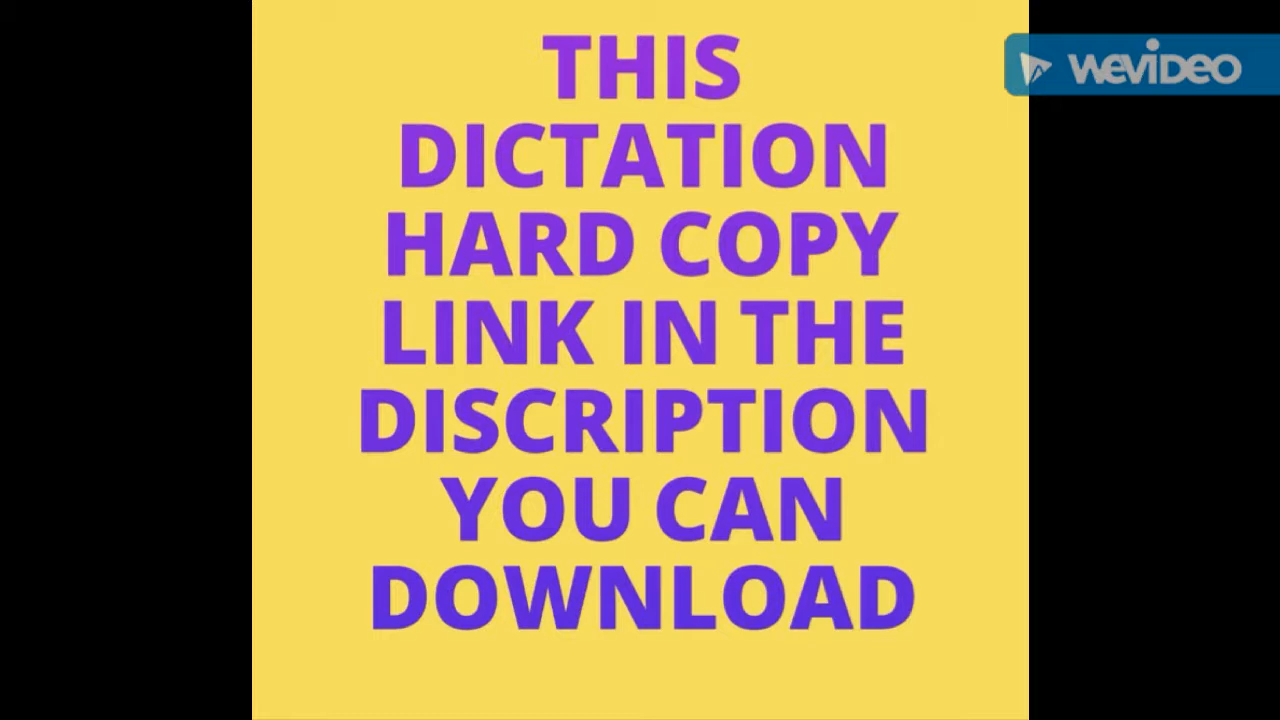 THIS
WEVIDEO
DICTATION
HARD COPY
LINK IN THE
DISCRIPTION
YOU CAN
DOWNLOAD